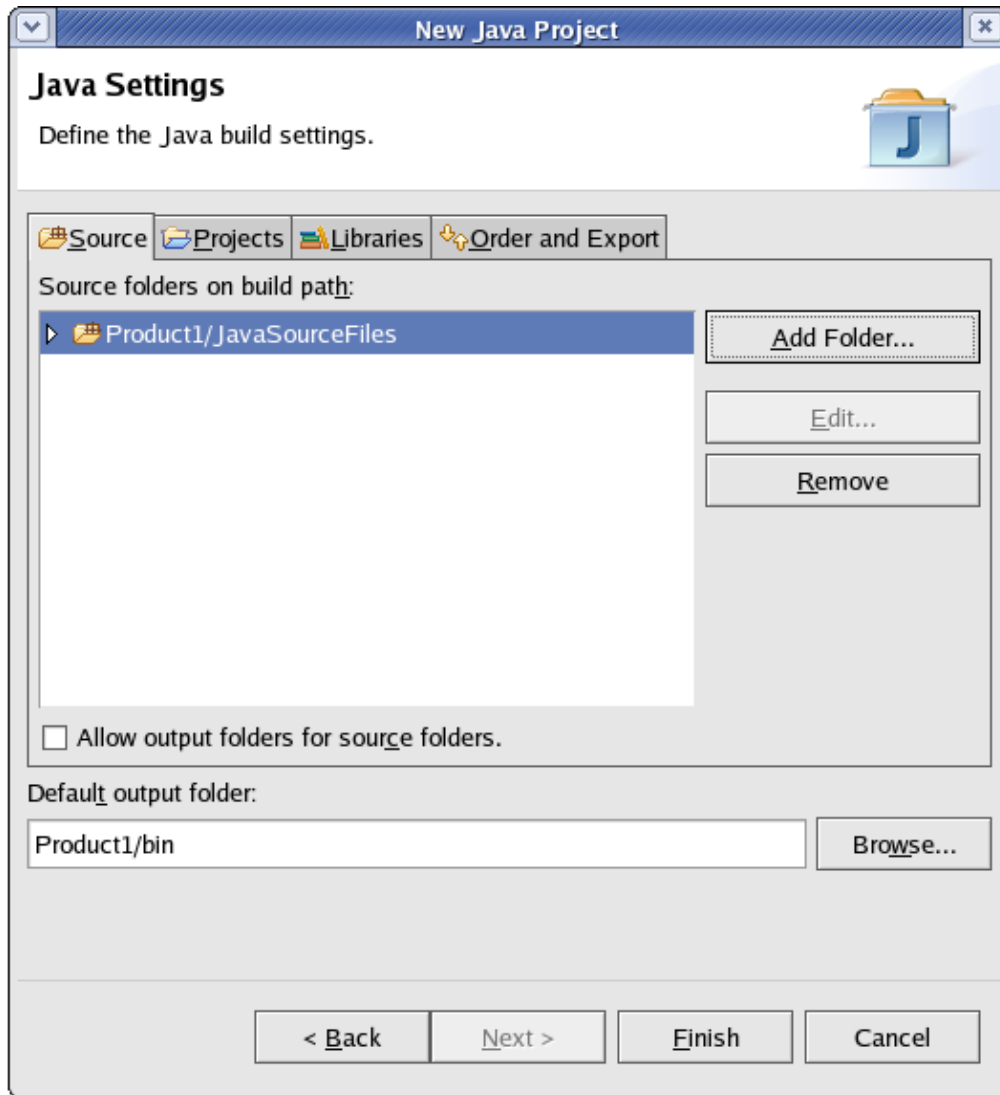 New Java Project
Java Settings
Define the Java build settings.
J
Source Projects Libraries Order and Export
Source folders on build path:
Product1/JavaSourceFiles
Add Folder...
Edit...
Remove
Allow output folders for source folders.
Default output folder:
Product1/bin
Browse...
< Back Next > Finish Cancel